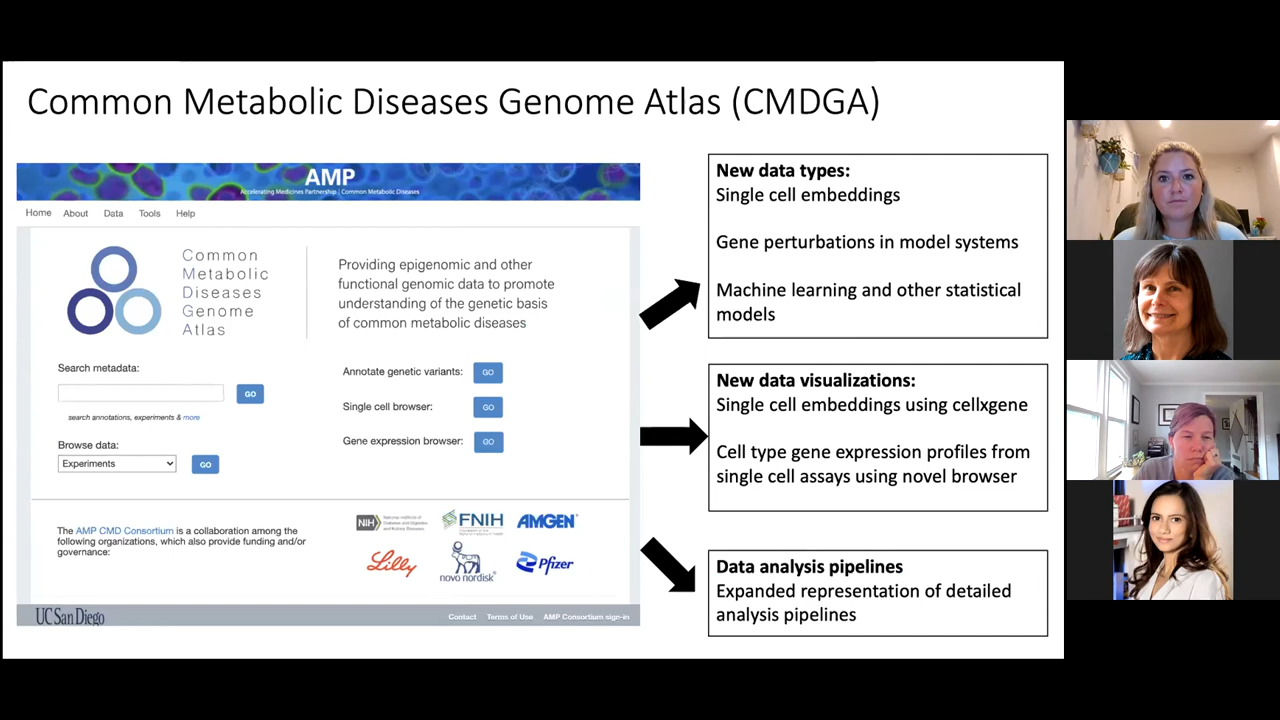 Common Metabolic Diseases Genome Atlas (CMDGA)
AMP
Accelerating Medicines Partnership | Common Metabolic Diseases
Home About Data Tools Help
Common
Metabolic
Diseases
Genome
Atlas
Providing epigenomic and other
functional genomic data to promote
understanding of the genetic basis
of common metabolic diseases
Search metadata:
GO
search annotations, experiments & more
Browse data:
Experiments
GO
Annotate genetic variants: GO
Single cell browser: GO
Gene expression browser: GO
The AMP CMD Consortium is a collaboration among the
following organizations, which also provide funding and/or
governance:
NIH
FNIH
AMGEN
Lilly
novo nordisk
Pfizer
UC San Diego
Contact Terms of Use AMP Consortium sign-in
New data types:
Single cell embeddings
Gene perturbations in model systems
Machine learning and other statistical
models
New data visualizations:
Single cell embeddings using cellxgene
Cell type gene expression profiles from
single cell assays using novel browser
Data analysis pipelines
Expanded representation of detailed
analysis pipelines